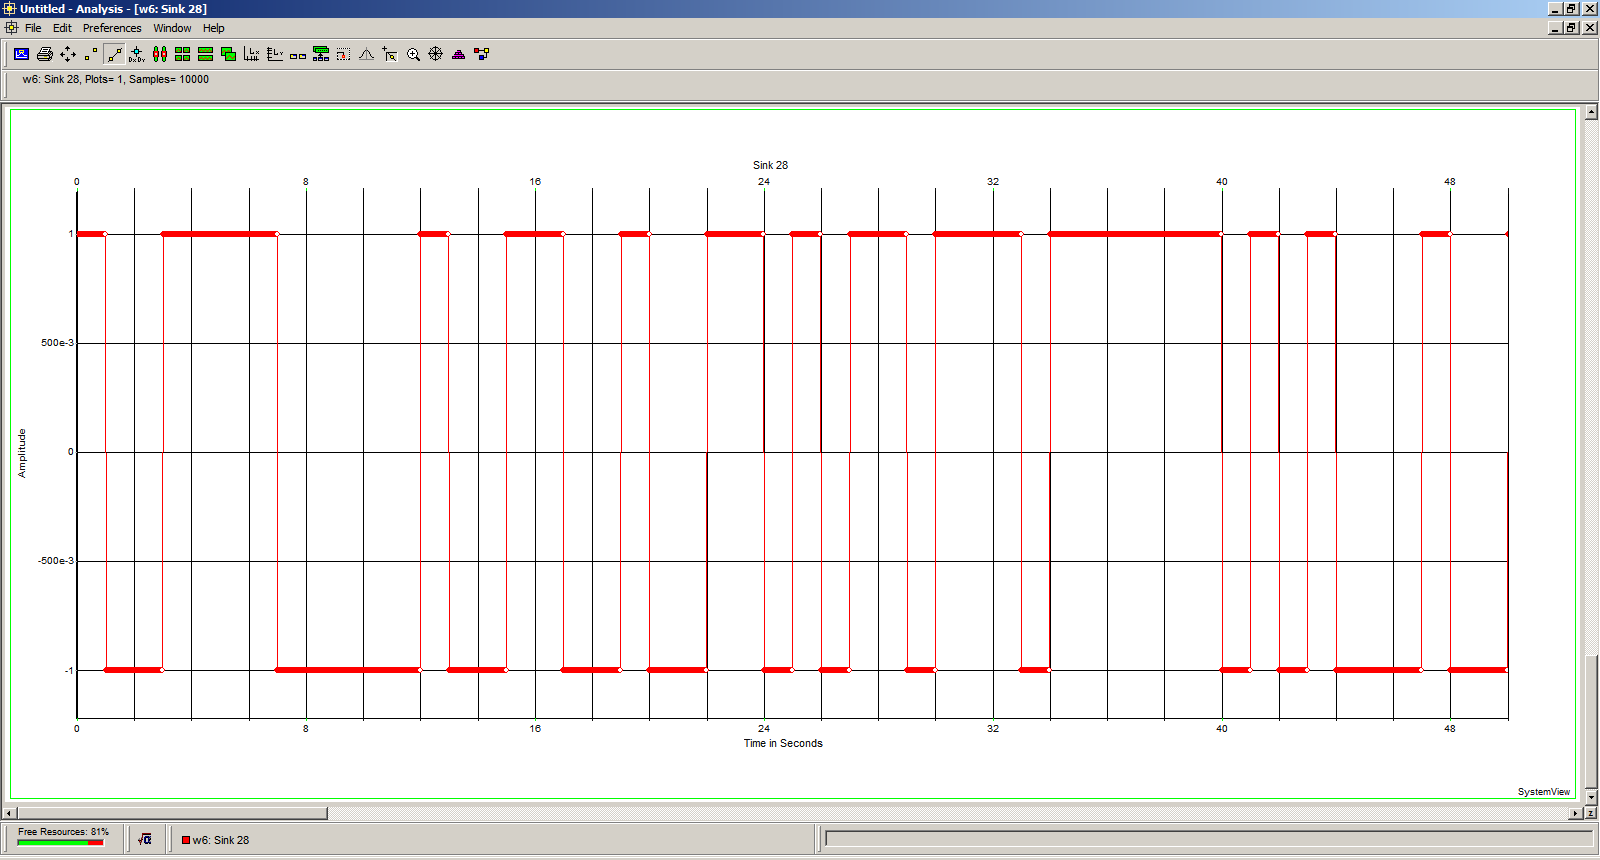 Untitled - Analysis - [w6: Sink 28]
File Edit Preferences Window Help
w6: Sink 28, Plots= 1, Samples= 10000
Sink 28
0 8 16 24 32 40 48
1
500e-3
0
-500e-3
-1
Amplitude
0 8 16 24 32 40 48
Time in Seconds
SystemView
Free Resources: 81%
w6: Sink 28